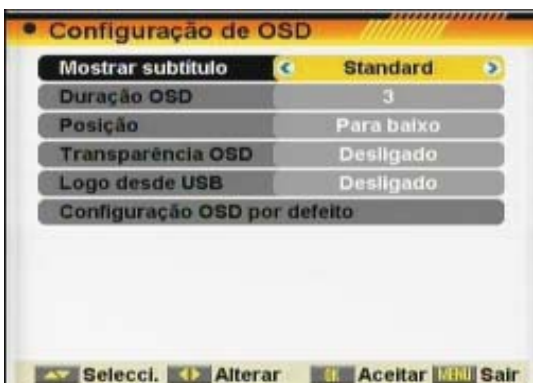 Configuração de OSD
Mostrar subtítulo Standard
Duração OSD 3
Posição Para baixo
Transparência OSD Desligado
Logo desde USB Desligado
Configuração OSD por defeito
Selecci. Alterar OK Aceitar MENU Sair